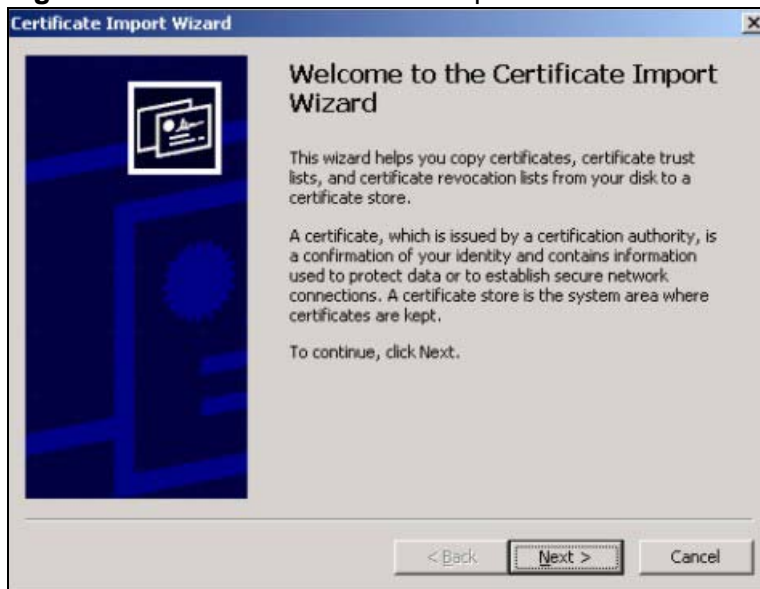 Certificate Import Wizard
Welcome to the Certificate Import
Wizard
This wizard helps you copy certificates, certificate trust
lists, and certificate revocation lists from your disk to a
certificate store.
A certificate, which is issued by a certification authority, is
a confirmation of your identity and contains information
used to protect data or to establish secure network
connections. A certificate store is the system area where
certificates are kept.
To continue, click Next.
< Back
Next >
Cancel